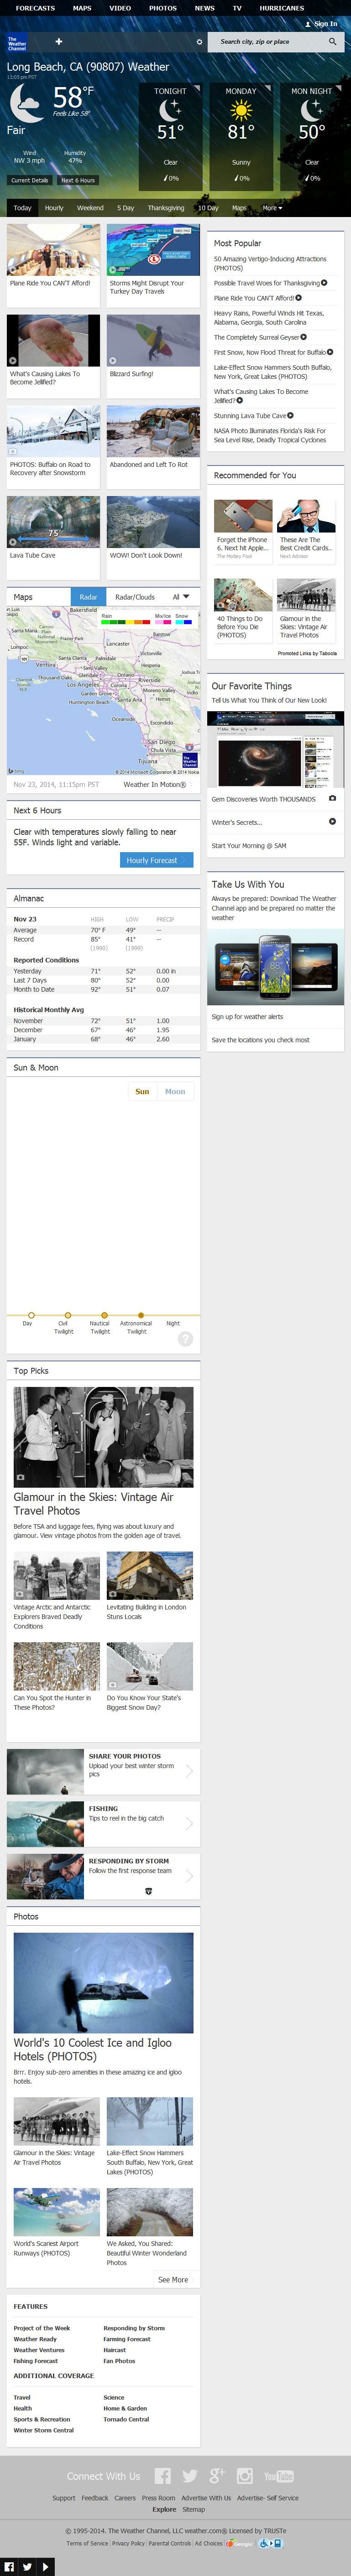 FORECASTS MAPS VIDEO PHOTOS NEWS TV HURRICANES
Sign In
The Weather Channel
Search city, zip or place
Long Beach, CA (90807) Weather
11:05 pm PST
58°F
Feels Like 58°
Fair
Wind
NW 3 mph
Humidity
47%
Current Details
Next 6 Hours
TONIGHT
51°
Clear
0%
MONDAY
81°
Sunny
0%
MON NIGHT
50°
Clear
0%
Today Hourly Weekend 5 Day Thanksgiving 10 Day Maps More
Plane Ride You CAN'T Afford!
Storms Might Disrupt Your
Turkey Day Travels
What's Causing Lakes To
Become Jellified?
Blizzard Surfing!
PHOTOS: Buffalo on Road to
Recovery after Snowstorm
Abandoned and Left To Rot
75'
Lava Tube Cave
WOW! Don't Look Down!
Most Popular
50 Amazing Vertigo-Inducing Attractions
(PHOTOS)
Possible Travel Woes for Thanksgiving
Plane Ride You CAN'T Afford!
Heavy Rains, Powerful Winds Hit Texas,
Alabama, Georgia, South Carolina
The Completely Surreal Geyser
First Snow, Now Flood Threat for Buffalo
Lake-Effect Snow Hammers South Buffalo,
New York, Great Lakes (PHOTOS)
What's Causing Lakes To Become
Jellified?
Stunning Lava Tube Cave
NASA Photo Illuminates Florida's Risk For
Sea Level Rise, Deadly Tropical Cyclones
Recommended for You
Forget the iPhone
6. Next hit Apple...
The Motley Fool
These Are The
Best Credit Cards...
Next Advisor
40 Things to Do
Before You Die
(PHOTOS)
Glamour in the
Skies: Vintage Air
Travel Photos
Promoted Links by Taboola
Maps Radar Radar/Clouds All
Rain Mix/Ice Snow
Bakersfield
Santa Maria
Lompoc
Lancaster
Victorville
Ventura
Santa Clarita
Palmdale
Hesperia
Los Angeles
Riverside
Garden Grove
Moreno Valley
Huntington Beach
Oceanside
Escondido
San Diego
Tijuana
bing
© 2014 Microsoft Corporation © 2014 Nokia
Nov 23, 2014, 11:15pm PST
Weather In Motion®
Our Favorite Things
Tell Us What You Think of Our New Look!
Gem Discoveries Worth THOUSANDS
Winter's Secrets...
Start Your Morning @ 5AM
Next 6 Hours
Clear with temperatures slowly falling to near
55F. Winds light and variable.
Hourly Forecast
Take Us With You
Always be prepared: Download The Weather
Channel app and be prepared no matter the
weather
Sign up for weather alerts
Save the locations you check most
Almanac
Nov 23 HIGH LOW PRECIP
Average 70° F 49° --
Record 85° 41° --
(1990) (1990)
Reported Conditions
Yesterday 71° 52° 0.00 in
Last 7 Days 80° 52° 0.00
Month to Date 92° 51° 0.07
Historical Monthly Avg
November 72° 51° 1.00
December 67° 46° 1.95
January 68° 46° 2.60
Sun & Moon
Sun Moon
Day
Civil
Twilight
Nautical
Twilight
Astronomical
Twilight
Night
?
Top Picks
Glamour in the Skies: Vintage Air
Travel Photos
Before TSA and luggage fees, flying was about luxury and
glamour. View vintage photos from the golden age of travel.
Vintage Arctic and Antarctic
Explorers Braved Deadly
Conditions
Levitating Building in London
Stuns Locals
Can You Spot the Hunter in
These Photos?
Do You Know Your State's
Biggest Snow Day?
SHARE YOUR PHOTOS
Upload your best winter storm
pics
FISHING
Tips to reel in the big catch
RESPONDING BY STORM
Follow the first response team
Photos
World's 10 Coolest Ice and Igloo
Hotels (PHOTOS)
Brrr. Enjoy sub-zero amenities in these amazing ice and igloo
hotels.
Glamour in the Skies: Vintage
Air Travel Photos
Lake-Effect Snow Hammers
South Buffalo, New York, Great
Lakes (PHOTOS)
World's Scariest Airport
Runways (PHOTOS)
We Asked, You Shared:
Beautiful Winter Wonderland
Photos
See More
FEATURES
Project of the Week Responding by Storm
Weather Ready Farming Forecast
Weather Ventures Haircast
Fishing Forecast Fan Photos
ADDITIONAL COVERAGE
Travel Science
Health Home & Garden
Sports & Recreation Tornado Central
Winter Storm Central
Connect With Us
YouTube
Support Feedback Careers Press Room Advertise With Us Advertise- Self Service
Explore Sitemap
© 1995-2014, The Weather Channel, LLC weather.com® Licensed by TRUSTe
Terms of Service | Privacy Policy | Parental Controls | Ad Choices